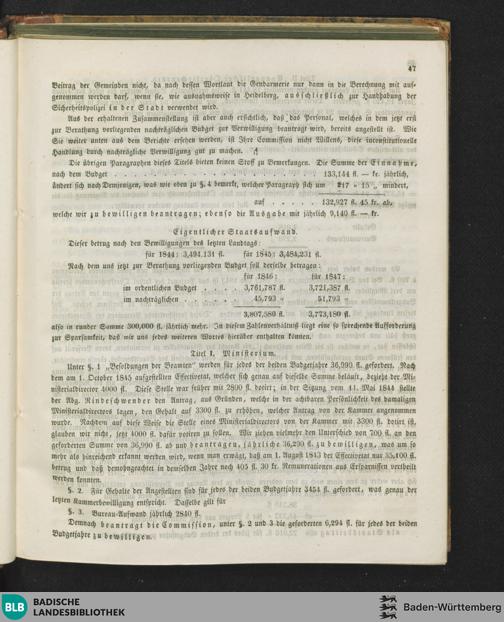 47
Beitrag der Gemeinden nicht, da nach dessen Wortlaut die Gendarmerie nur dann in die Berechnung mit auf-
genommen werden darf, wenn sie, wie ausnahmsweise in Heidelberg, ausschließlich zur Handhabung der
Sicherheitspolizei in der Stadt verwendet wird.
Aus der erhaltenen Zusammenstellung ist aber auch ersichtlich, daß das Personal, welches in dem jetzt erst
zur Berathung vorliegenden nachträglichen Budget zur Verwilligung beantragt wird, bereits angestellt ist. Wie
Sie weiter unten aus dem Berichte ersehen werden, ist Ihre Commission nicht Willens, diese inconstitutionelle
Handlung durch nachträgliche Verwilligung gut zu machen.
Die übrigen Paragraphen dieses Titels bieten keinen Stoff zu Bemerkungen. Die Summe der Einnahme,
nach dem Budget . . . . . . . . . . 133,144 fl. — kr. jährlich,
ändert sich nach Demjenigen, was wir oben zu §. 4 bemerkt, welcher Paragraph sich um 217 „ 15 „ mindert,
auf . . . . . 132,927 fl. 45 kr. ab,
welche wir zu bewilligen beantragen; ebenso die Ausgabe mit jährlich 9,140 fl. — kr.
Eigentlicher Staatsaufwand.
Dieser betrug nach den Bewilligungen des letzten Landtags:
für 1844: 3,494,131 fl. für 1845: 3,484,231 fl.
Nach dem uns jetzt zur Berathung vorliegenden Budget soll derselbe betragen:
für 1846: für 1847:
im ordentlichen Budget . . . . 3,761,787 fl. 3,721,387 fl.
im nachträglichen . . . . . 45,793 „ 51,793 „
3,807,580 fl. 3,773,180 fl.
also in runder Summe 300,000 fl. jährlich mehr. In diesem Zahlenverhältniß liegt eine so sprechende Aufforderung
zur Sparsamkeit, daß wir uns jedes weiteren Wortes hierüber enthalten können.
Titel I. Ministerium.
Unter §. 1 „Besoldungen der Beamten“ werden für jedes der beiden Budgetjahre 36,990 fl. gefordert. Nach
dem am 1. October 1845 aufgestellten Effectivetat, welcher sich genau auf dieselbe Summe beläuft, bezieht der Mi-
nisterialdirector 4000 fl. Diese Stelle war früher mit 2800 fl. dotirt; in der Sitzung vom 11. Mai 1844 stellte
der Abg. Rindeschwender den Antrag, aus Gründen, welche in der achtbaren Persönlichkeit des damaligen
Ministerialdirectors lagen, den Gehalt auf 3300 fl. zu erhöhen, welcher Antrag von der Kammer angenommen
wurde. Nachdem auf diese Weise die Stelle eines Ministerialdirectors von der Kammer mit 3300 fl. dotirt ist,
glauben wir nicht, jetzt 4000 fl. dafür votiren zu sollen. Wir ziehen vielmehr den Unterschied von 700 fl. an den
geforderten Summe von 36,990 fl. ab und beantragen, jährliche 36,290 fl. zu bewilligen, was um so
mehr als hinreichend erkannt werden wird, wenn man erwägt, daß am 1. August 1843 der Effectivetat nur 35,100 fl.
betrug und daß demohngeachtet in demselben Jahre noch 405 fl. 30 kr. Remunerationen aus Ersparnissen vertheilt
werden konnten.
§. 2. Für Gehalte der Angestellten sind für jedes der beiden Budgetjahre 3454 fl. gefordert, was genau der
letzten Kammerbewilligung entspricht. Dasselbe gilt für
§. 3. Bureau-Aufwand jährlich 2840 fl.
Demnach beantragt die Commission, unter §. 2 und 3 die geforderten 6,294 fl. für jedes der beiden
Budgetjahre zu bewilligen.
BLB BADISCHE LANDESBIBLIOTHEK
Baden-Württemberg